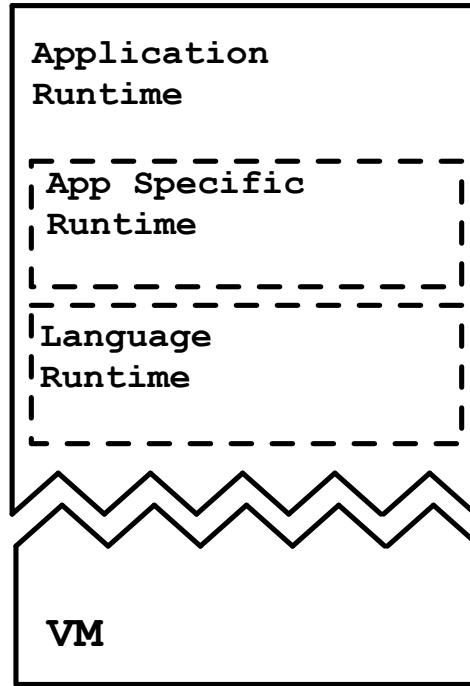 Application
Runtime
App Specific
Runtime
Language
Runtime
VM